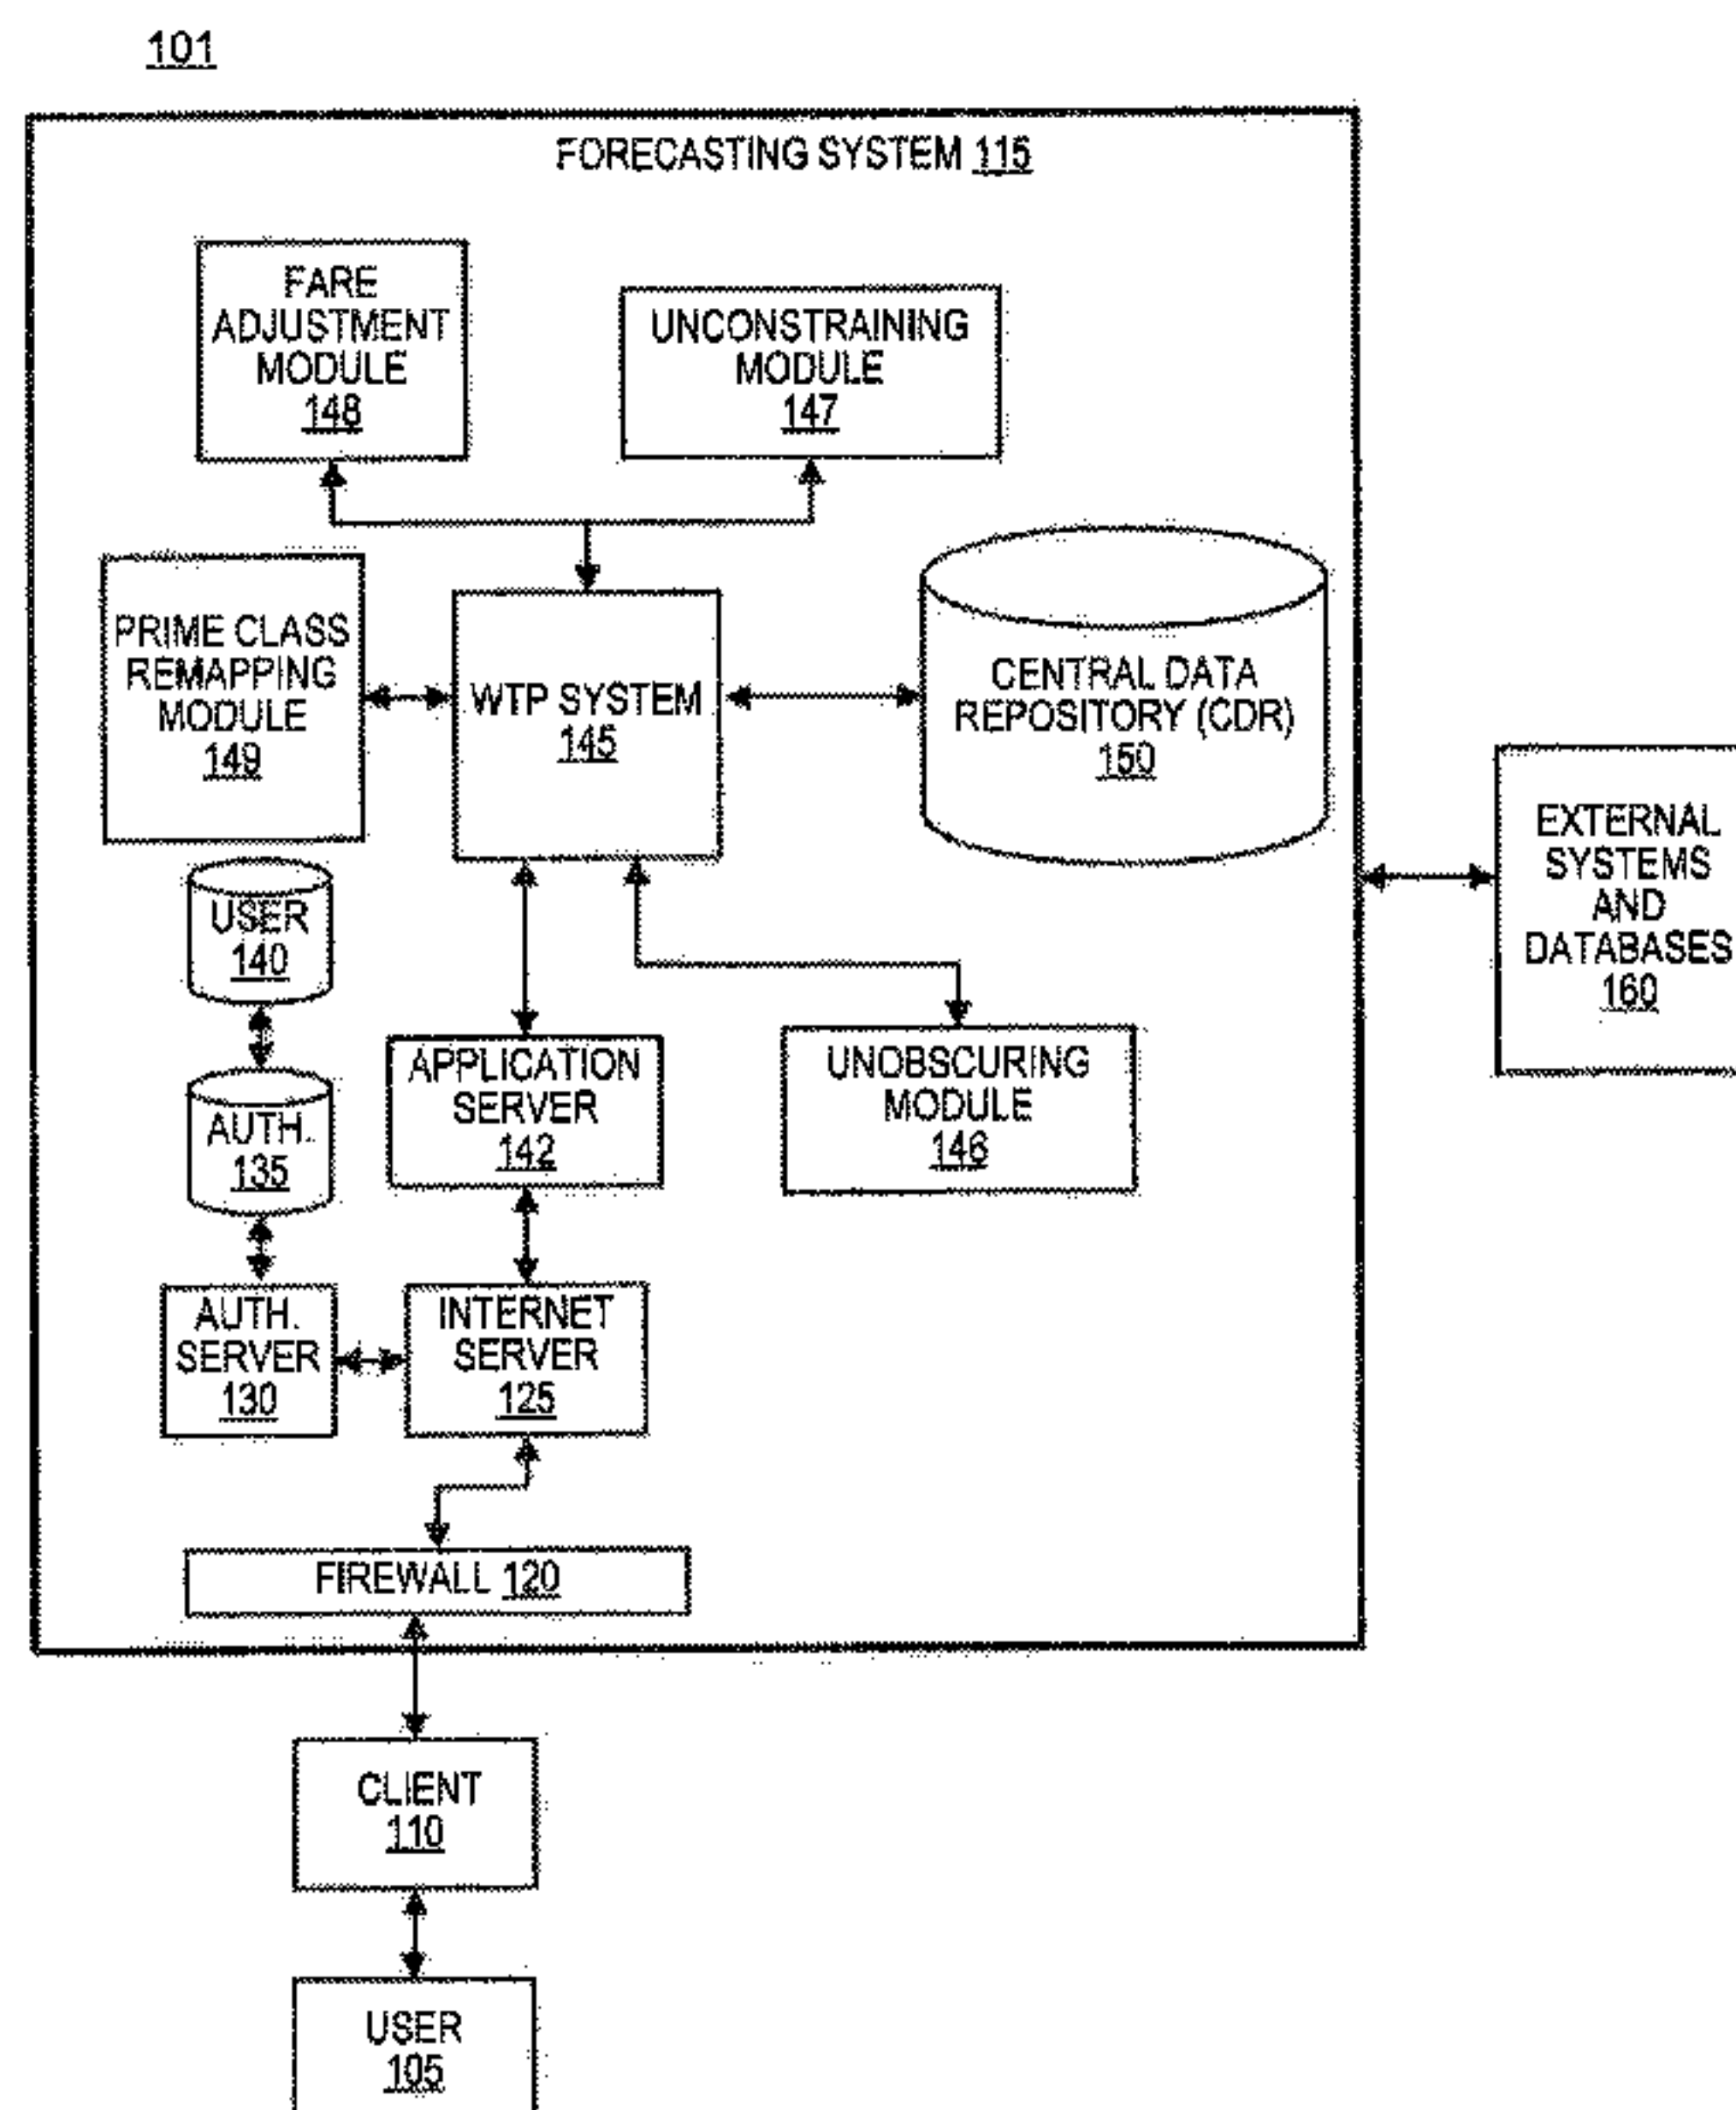 101
FORECASTING SYSTEM 115
FARE
ADJUSTMENT
MODULE
148
UNCONSTRAINING
MODULE
147
PRIME CLASS
REMAPPING
MODULE
149
WTP SYSTEM
145
CENTRAL DATA
REPOSITORY (CDR)
150
EXTERNAL
SYSTEMS
AND
DATABASES
160
USER
140
AUTH.
135
APPLICATION
SERVER
142
UNOBSCURING
MODULE
146
AUTH.
SERVER
130
INTERNET
SERVER
125
FIREWALL 120
CLIENT
110
USER
105